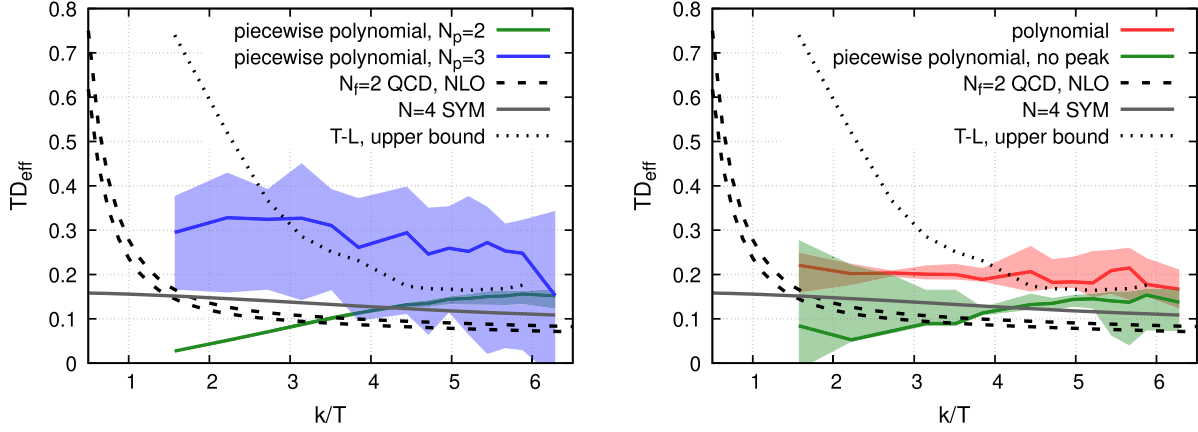 0.8
0.7
0.6
0.5
0.4
0.3
0.2
0.1
0
TD_eff
piecewise polynomial, N_p=2
piecewise polynomial, N_p=3
N_f=2 QCD, NLO
N=4 SYM
T-L, upper bound
1 2 3 4 5 6
k/T
0.8
0.7
0.6
0.5
0.4
0.3
0.2
0.1
0
TD_eff
polynomial
piecewise polynomial, no peak
N_f=2 QCD, NLO
N=4 SYM
T-L, upper bound
1 2 3 4 5 6
k/T